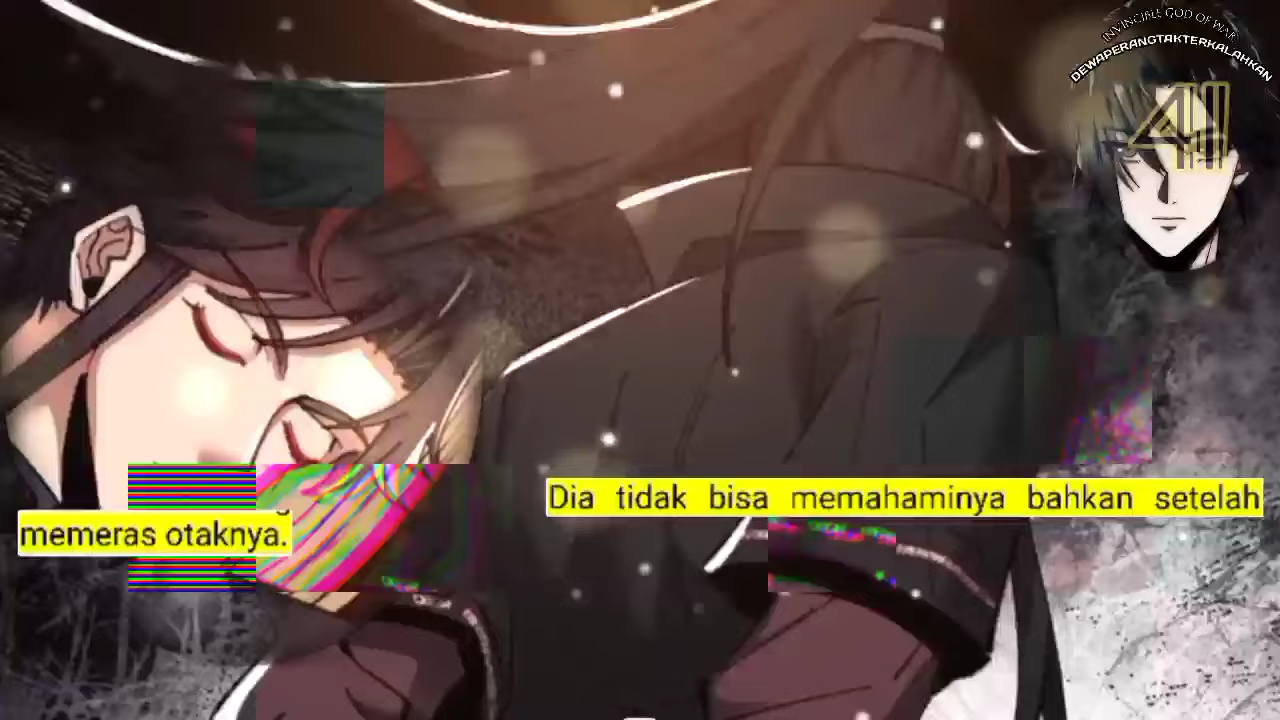 INVINCIBLE GOD OF WAR
DEWAPERANGTAKTERKALAHKAN
Dia tidak bisa memahaminya bahkan setelah
memeras otaknya.